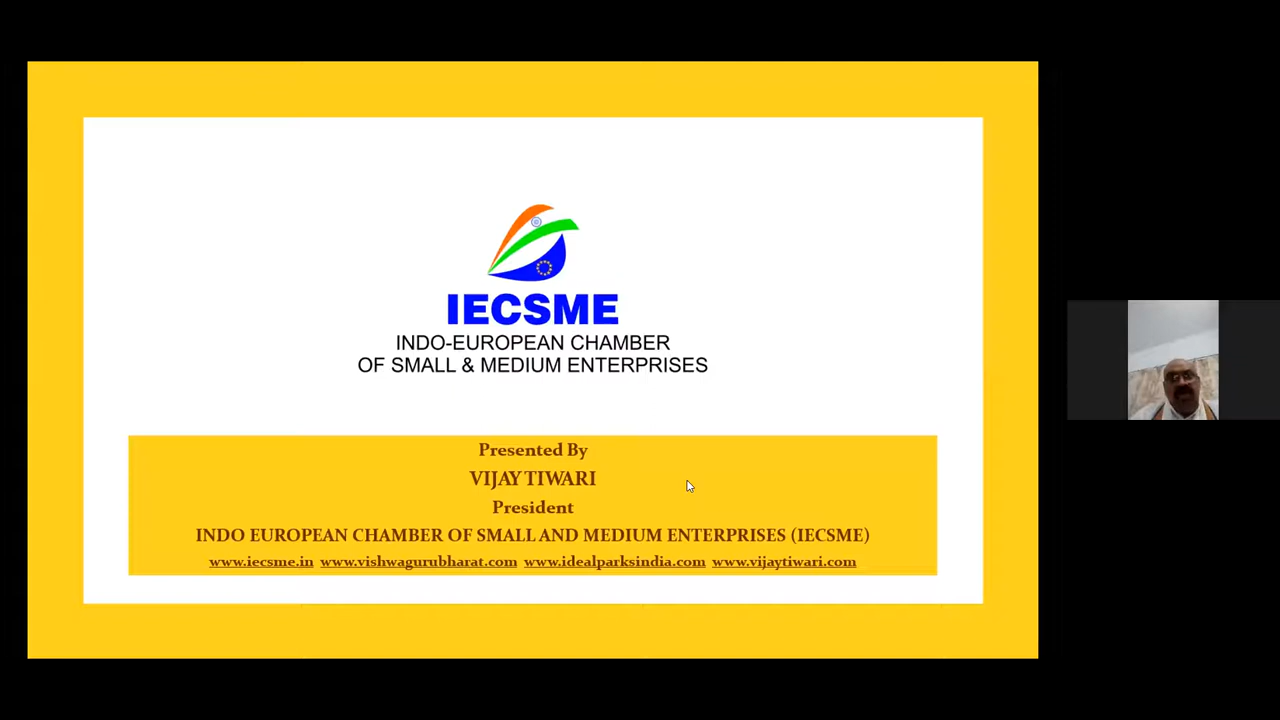 IECSME
INDO-EUROPEAN CHAMBER
OF SMALL & MEDIUM ENTERPRISES
Presented By
VIJAY TIWARI
President
INDO EUROPEAN CHAMBER OF SMALL AND MEDIUM ENTERPRISES (IECSME)
www.iecsme.in www.vishwagurubharat.com www.idealparksindia.com www.vijaytiwari.com